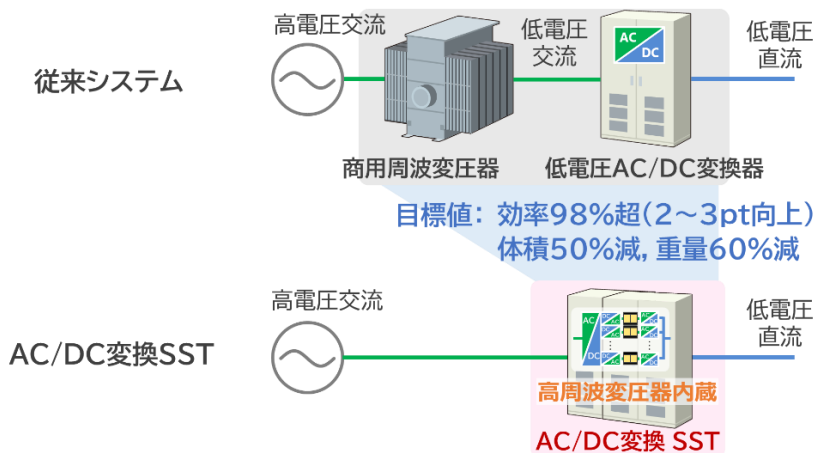 高電圧交流
低電圧
交流
AC
DC
低電圧
直流
従来システム
商用周波変圧器
低電圧AC/DC変換器
目標値： 効率98%超(2～3pt向上)
体積50%減, 重量60%減
高電圧交流
低電圧
直流
AC/DC変換SST
AC
DC
高周波変圧器内蔵
AC/DC変換 SST